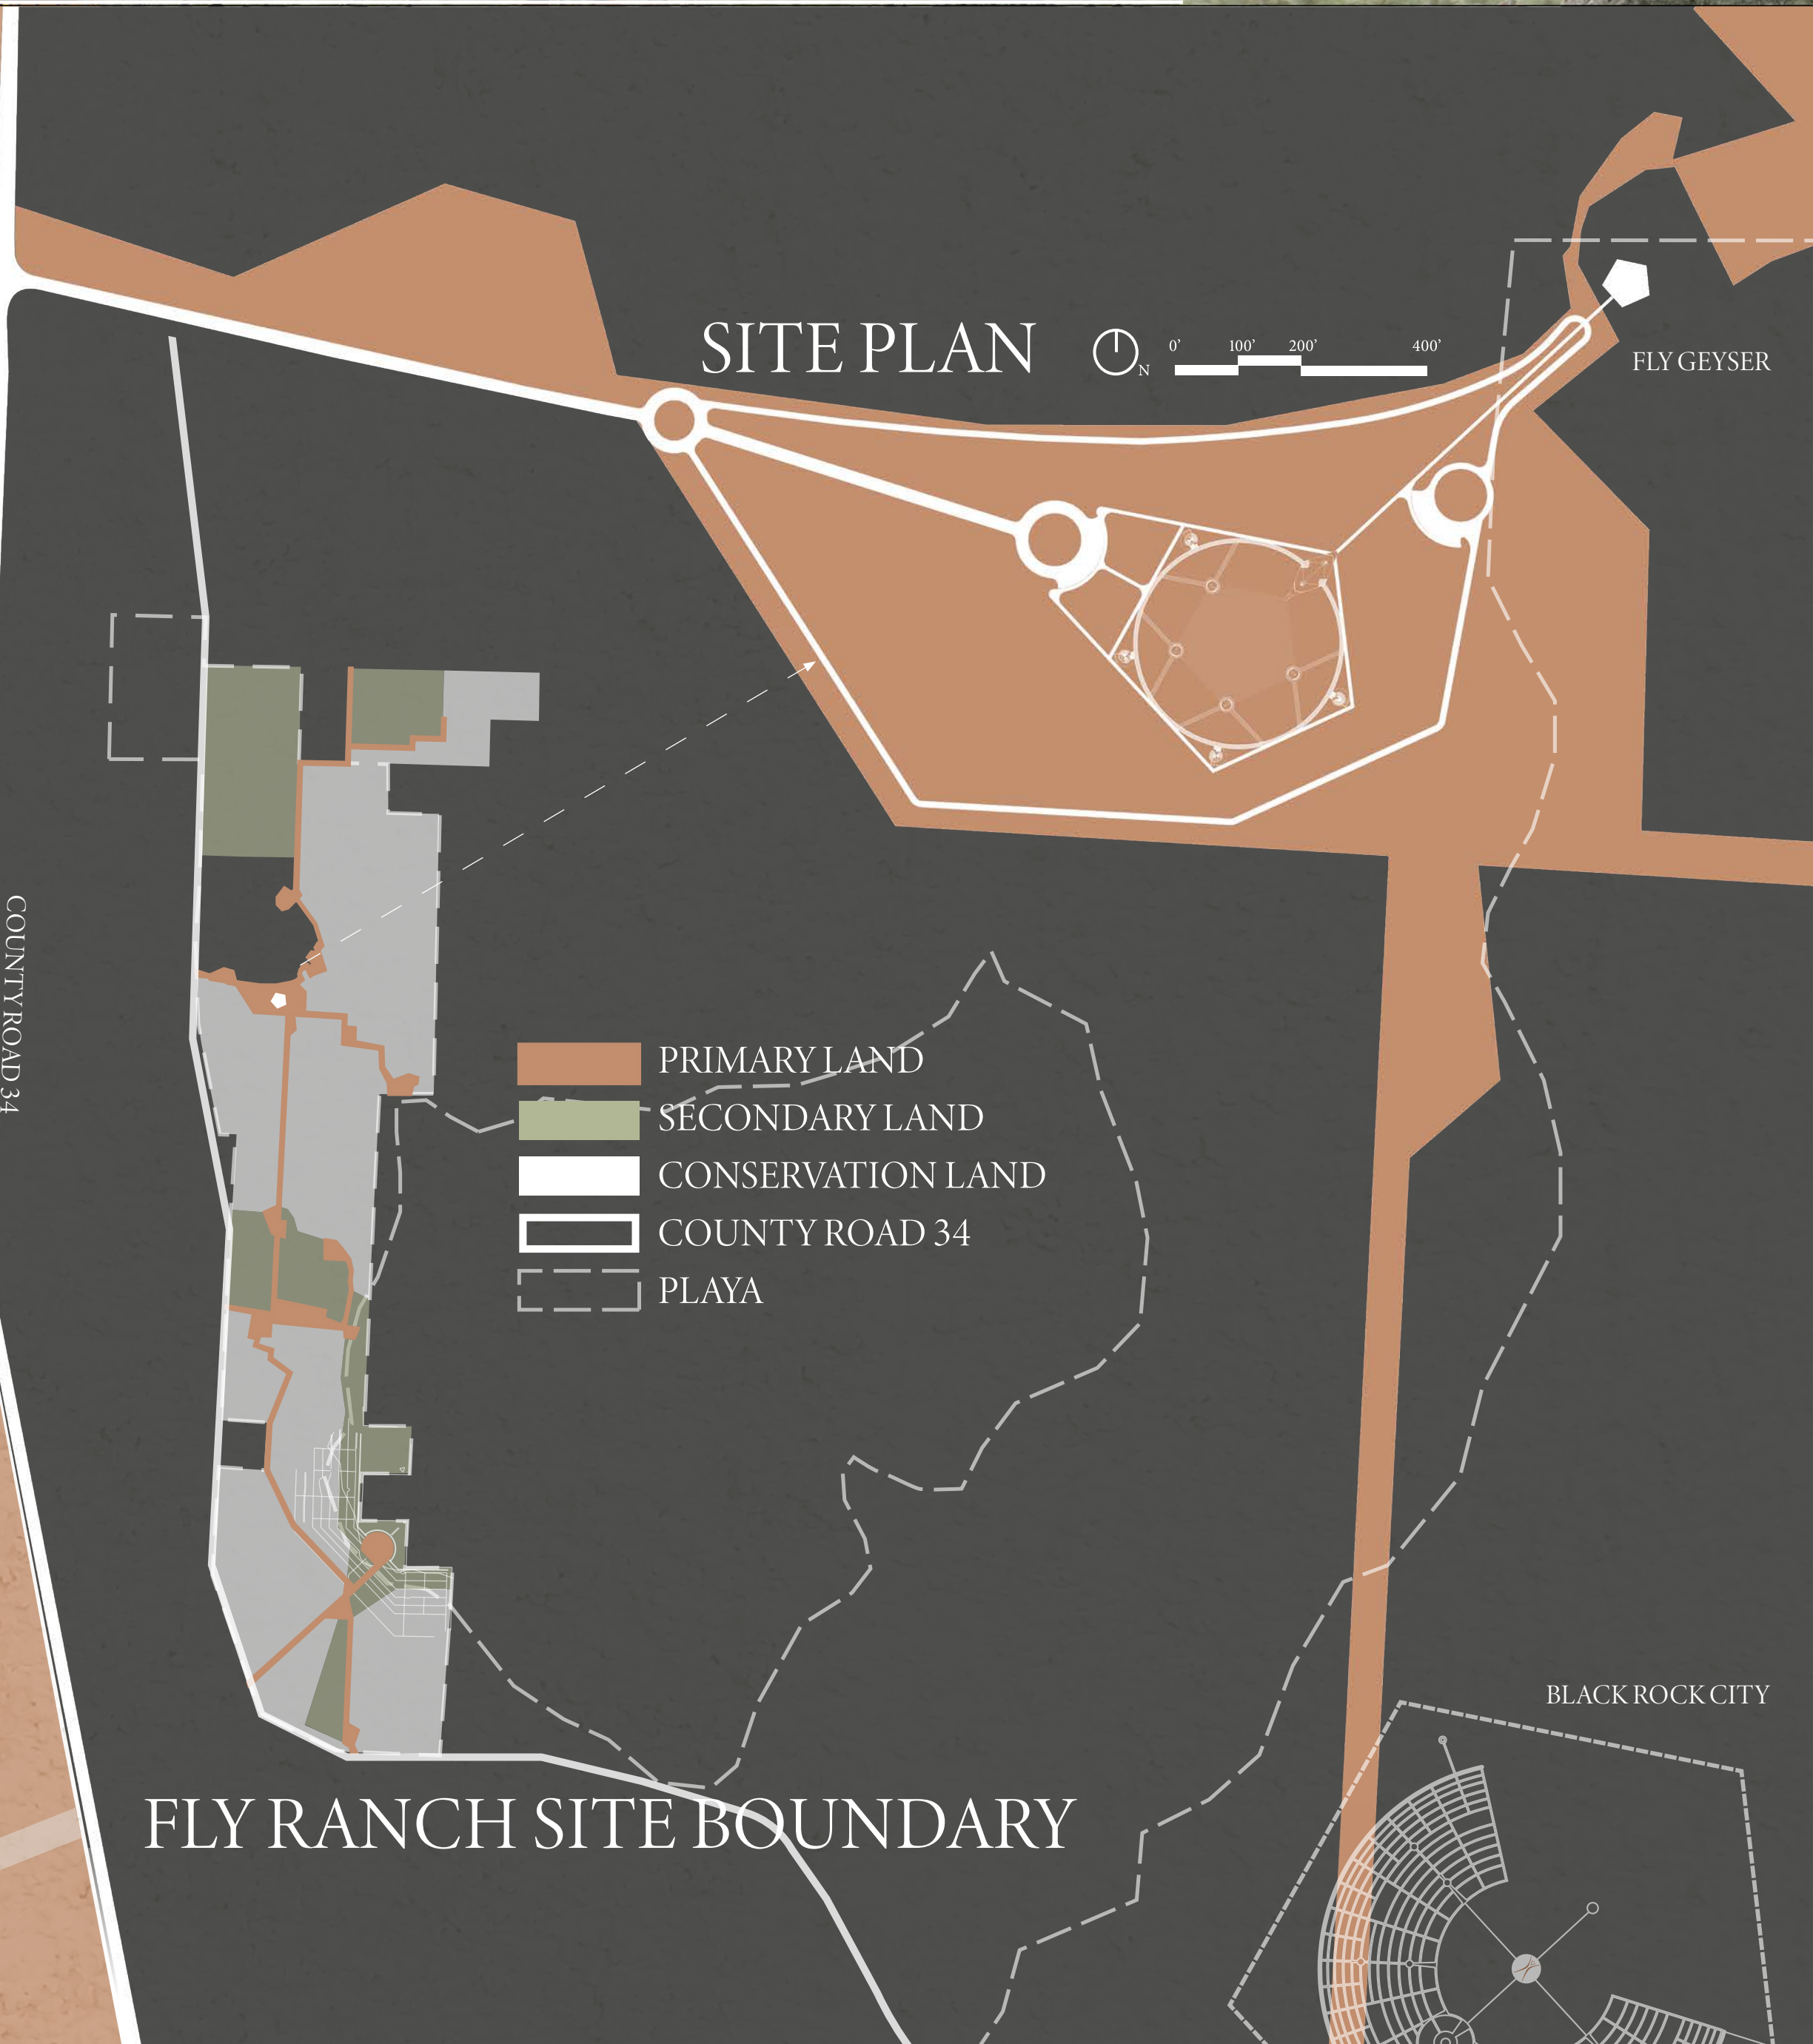 SITE PLAN
N
0' 100' 200' 400'
FLY GEYSER
COUNTY ROAD 34
PRIMARY LAND
SECONDARY LAND
CONSERVATION LAND
COUNTY ROAD 34
PLAYA
BLACK ROCK CITY
FLY RANCH SITE BOUNDARY